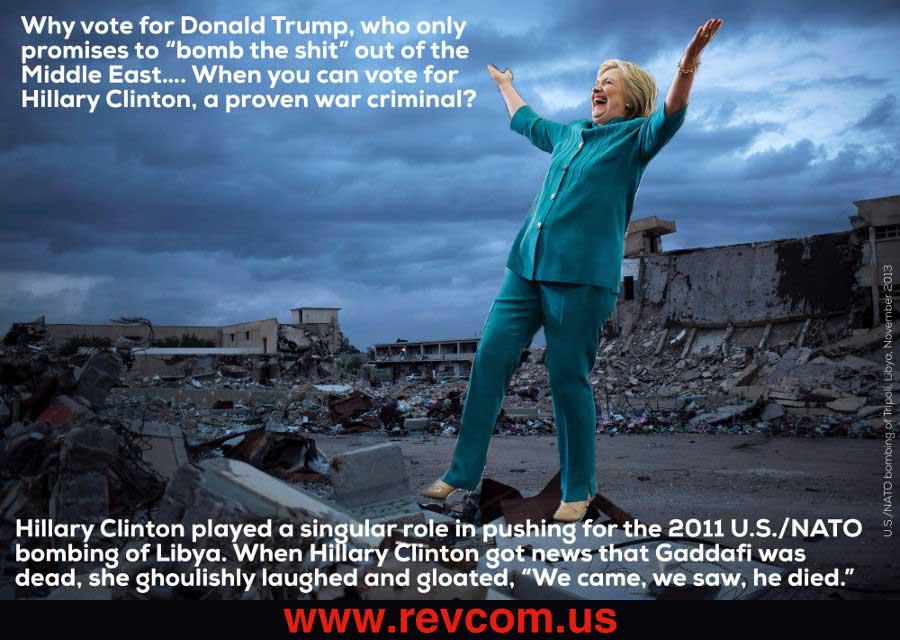 Why vote for Donald Trump, who only
promises to “bomb the shit” out of the
Middle East.... When you can vote for
Hillary Clinton, a proven war criminal?
U.S./NATO bombing of Tripoli, Libya, November 2013
Hillary Clinton played a singular role in pushing for the 2011 U.S./NATO
bombing of Libya. When Hillary Clinton got news that Gaddafi was
dead, she ghoulishly laughed and gloated, “We came, we saw, he died.”
www.revcom.us